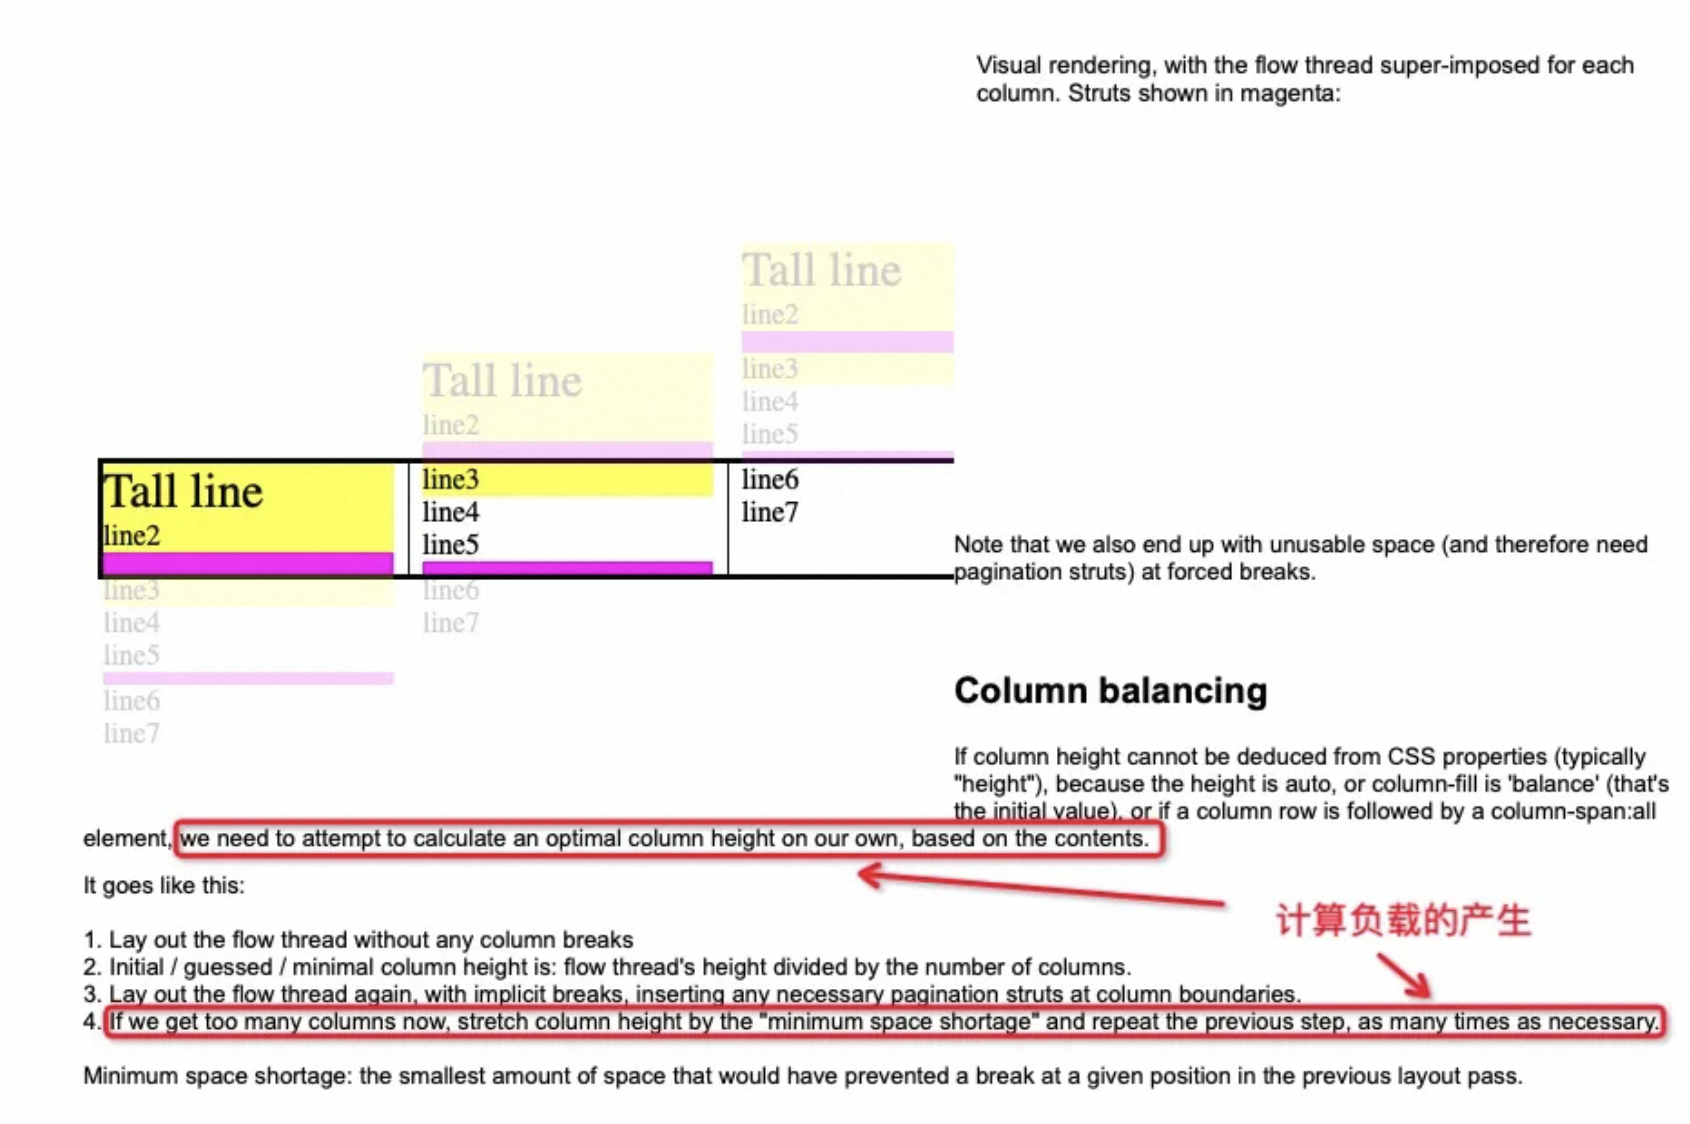 Visual rendering, with the flow thread super-imposed for each
column. Struts shown in magenta:
Tall line
line2
line3
line4
line5
line6
line7
Tall line
line2
line3
line4
line5
line6
line7
Tall line
line2
line3
line4
line5
line6
line7
Note that we also end up with unusable space (and therefore need
pagination struts) at forced breaks.
Column balancing
If column height cannot be deduced from CSS properties (typically
"height"), because the height is auto, or column-fill is 'balance' (that's
the initial value), or if a column row is followed by a column-span:all
element, we need to attempt to calculate an optimal column height on our own, based on the contents.
It goes like this:
计算负载的产生
1. Lay out the flow thread without any column breaks
2. Initial / guessed / minimal column height is: flow thread's height divided by the number of columns.
3. Lay out the flow thread again, with implicit breaks, inserting any necessary pagination struts at column boundaries.
4. If we get too many columns now, stretch column height by the "minimum space shortage" and repeat the previous step, as many times as necessary.
Minimum space shortage: the smallest amount of space that would have prevented a break at a given position in the previous layout pass.